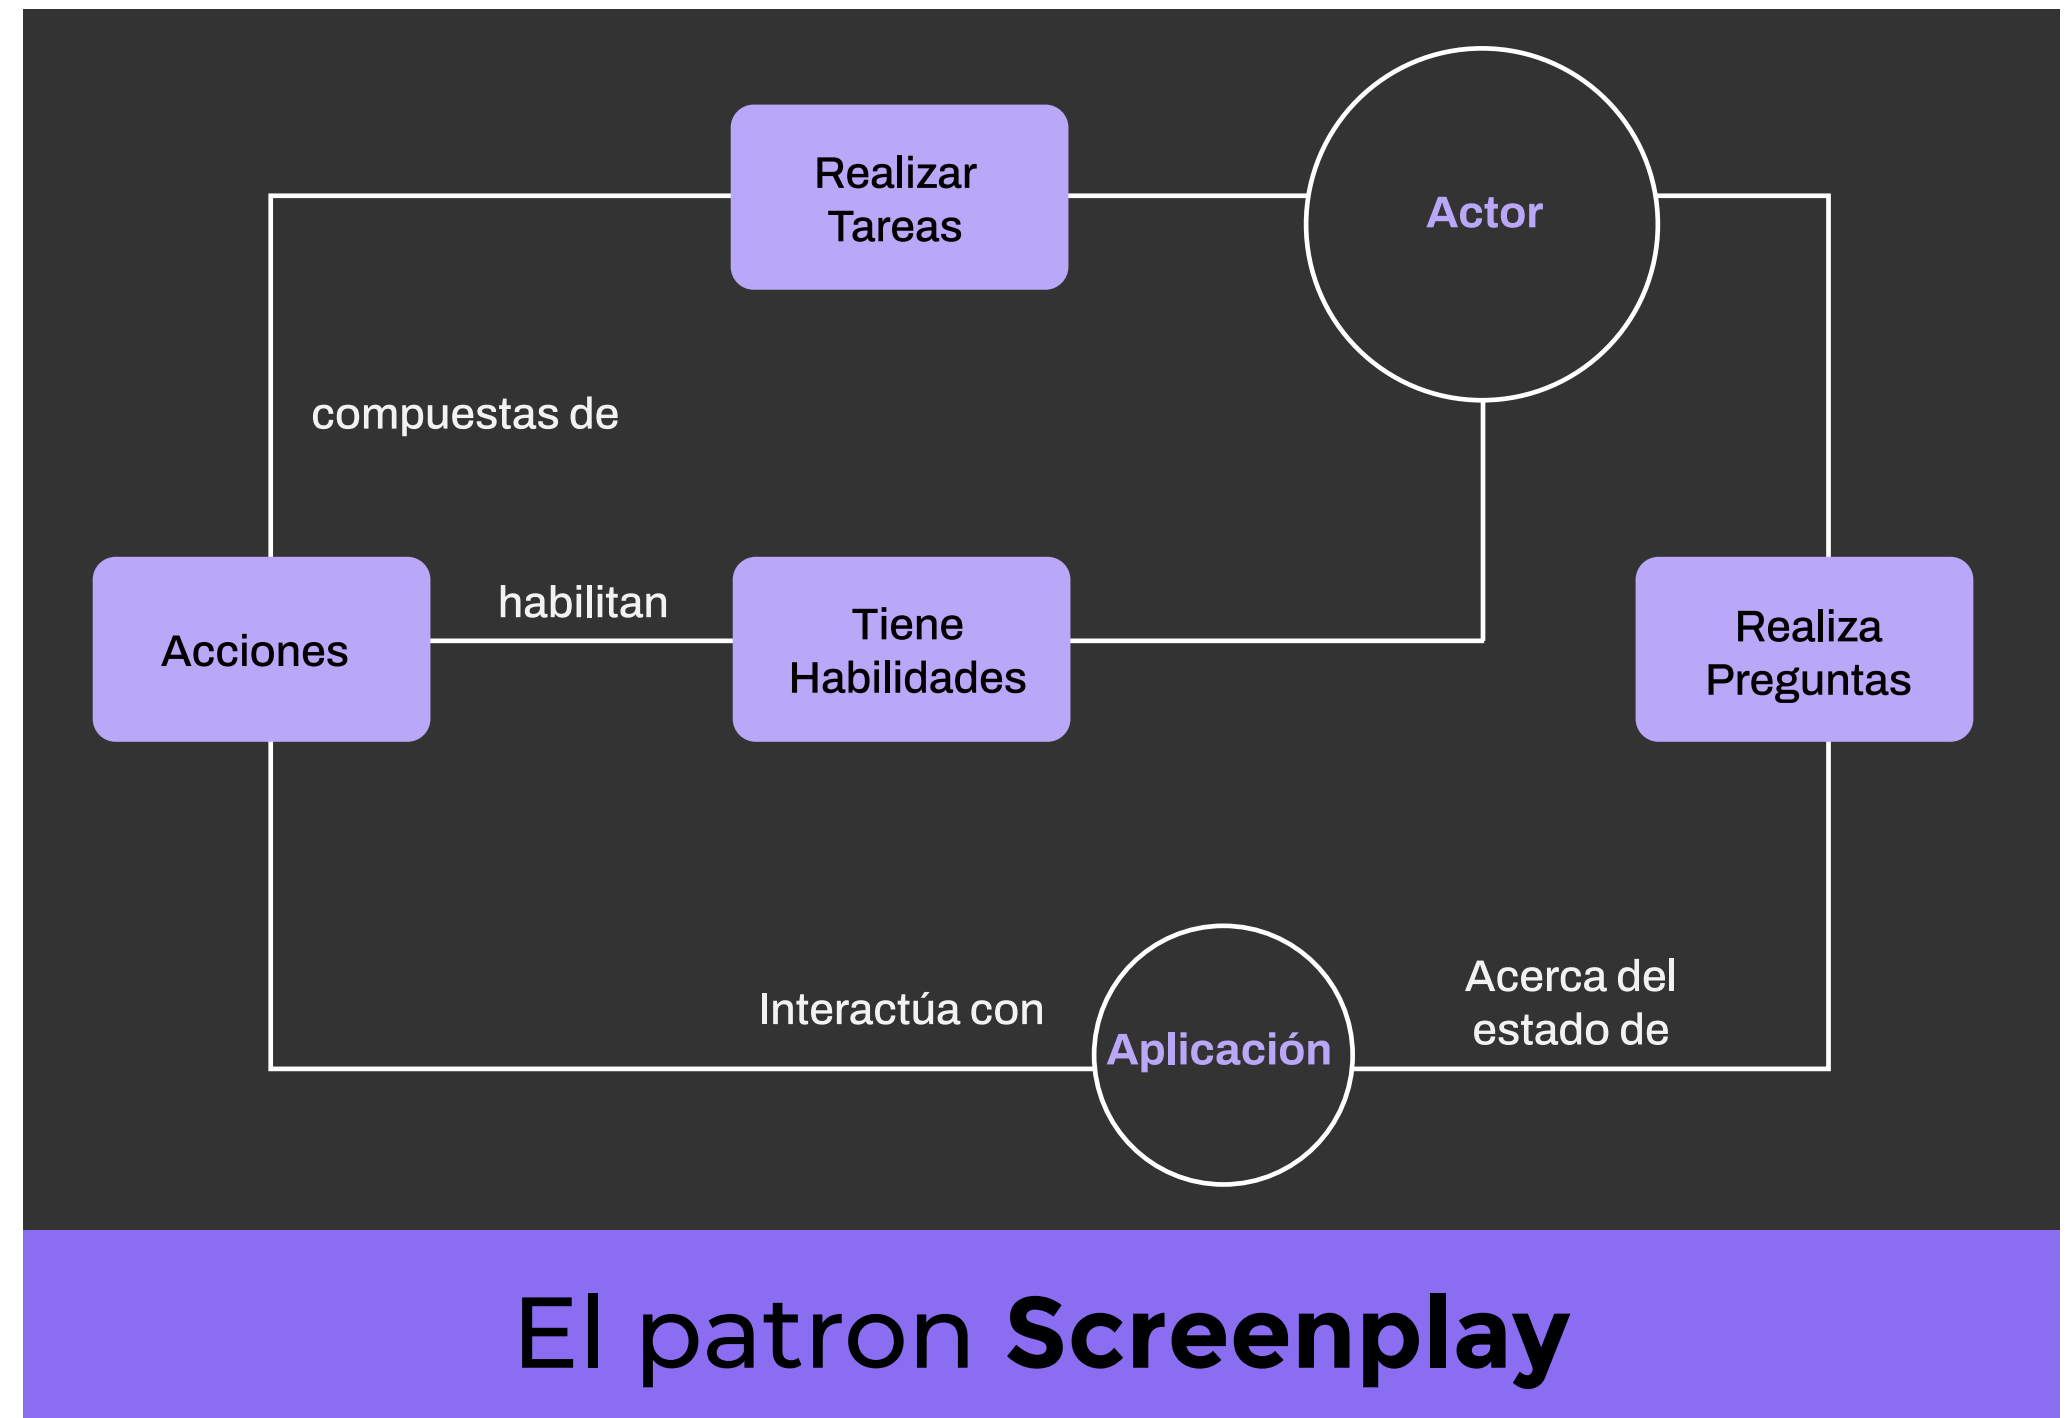 Realizar
Tareas
Actor
compuestas de
Acciones
habilitan
Tiene
Habilidades
Realiza
Preguntas
Interactúa con
Aplicación
Acerca del
estado de
El patron Screenplay